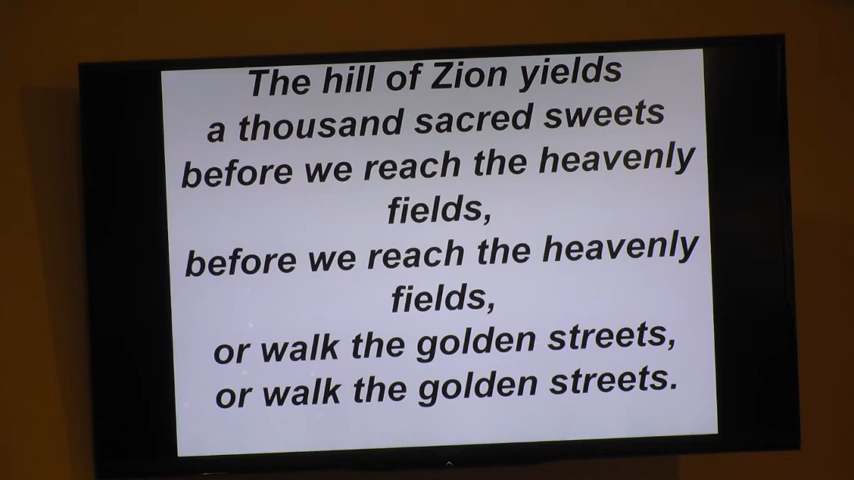 The hill of Zion yields
a thousand sacred sweets
before we reach the heavenly
fields,
before we reach the heavenly
fields,
or walk the golden streets,
or walk the golden streets.